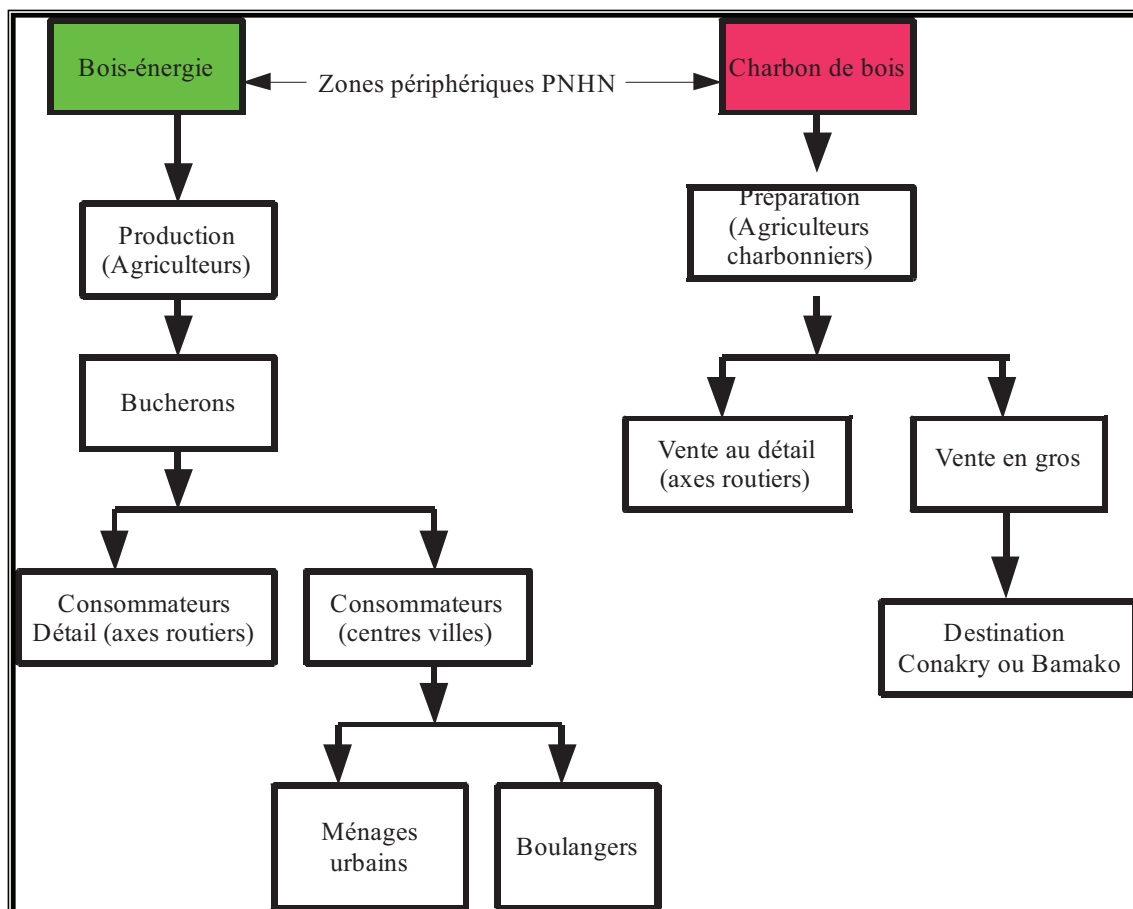 Bois-énergie
Zones périphériques PNHN
Charbon de bois
Production
(Agriculteurs)
Préparation
(Agriculteurs
charbonniers)
Bucherons
Vente au détail
(axes routiers)
Vente en gros
Consommateurs
Détail (axes routiers)
Consommateurs
(centres villes)
Destination
Conakry ou Bamako
Ménages
urbains
Boulangers